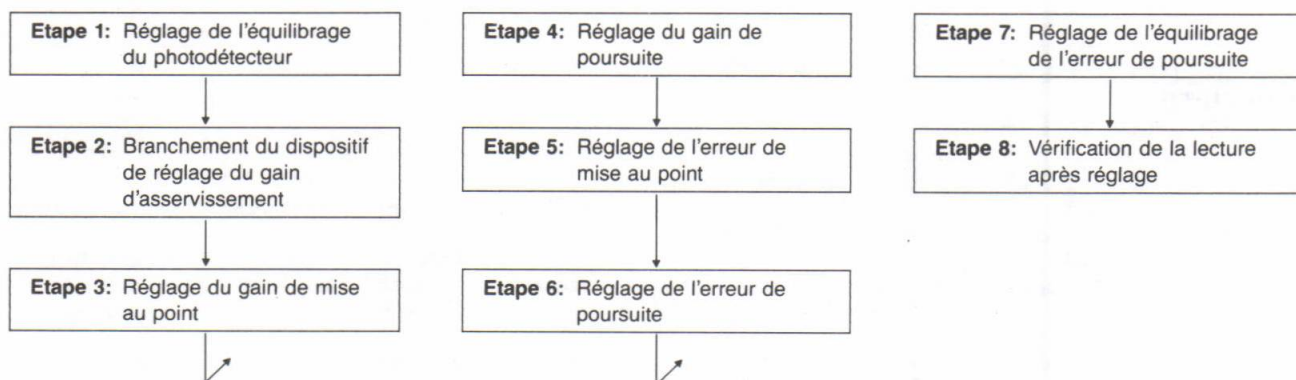 Etape 1: Réglage de l'équilibrage
du photodétecteur
Etape 2: Branchement du dispositif
de réglage du gain
d'asservissement
Etape 3: Réglage du gain de mise
au point
Etape 4: Réglage du gain de
poursuite
Etape 5: Réglage de l'erreur de
mise au point
Etape 6: Réglage de l'erreur de
poursuite
Etape 7: Réglage de l'équilibrage
de l'erreur de poursuite
Etape 8: Vérification de la lecture
après réglage